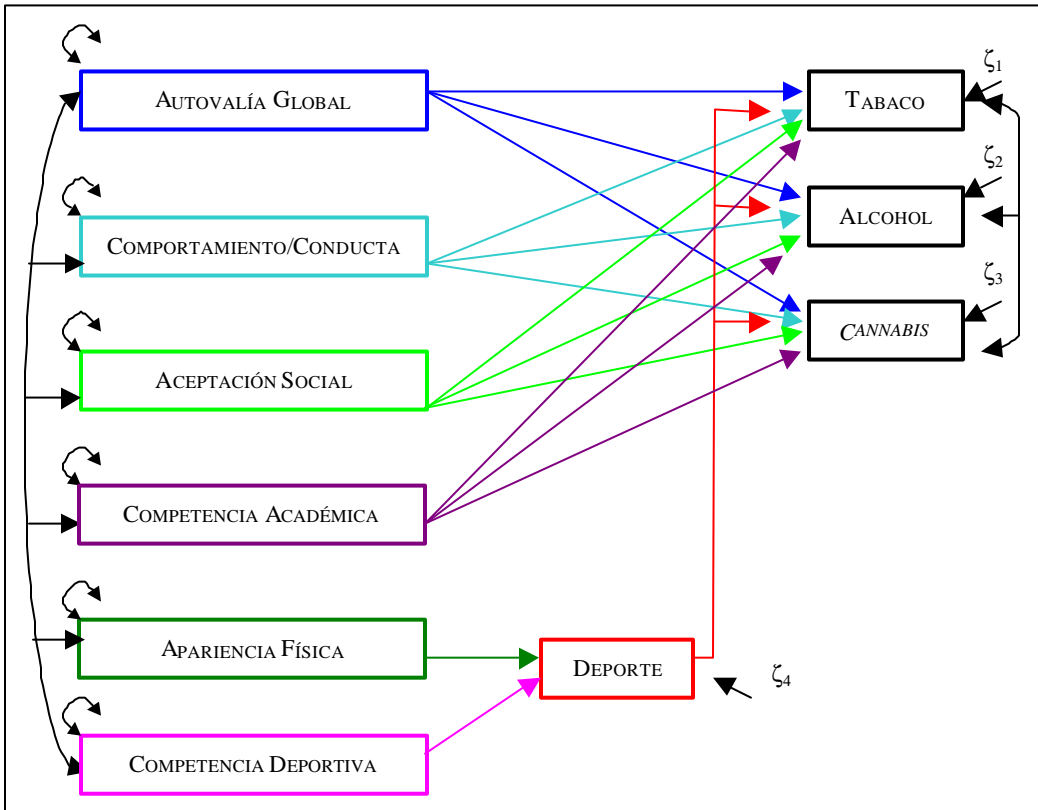 AUTOVALÍA GLOBAL
COMPORTAMIENTO/CONDUCTA
ACEPTACIÓN SOCIAL
COMPETENCIA ACADÉMICA
APARIENCIA FÍSICA
COMPETENCIA DEPORTIVA
DEPORTE
ζ4
TABACO
ζ1
ALCOHOL
ζ2
CANNABIS
ζ3